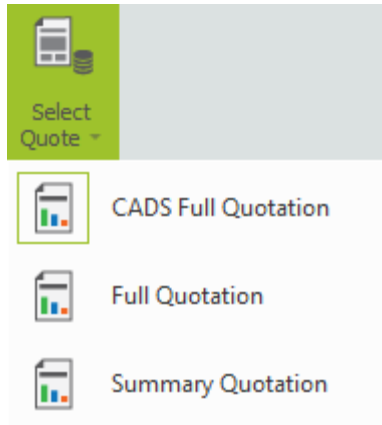 Select
Quote
CADS Full Quotation
Full Quotation
Summary Quotation